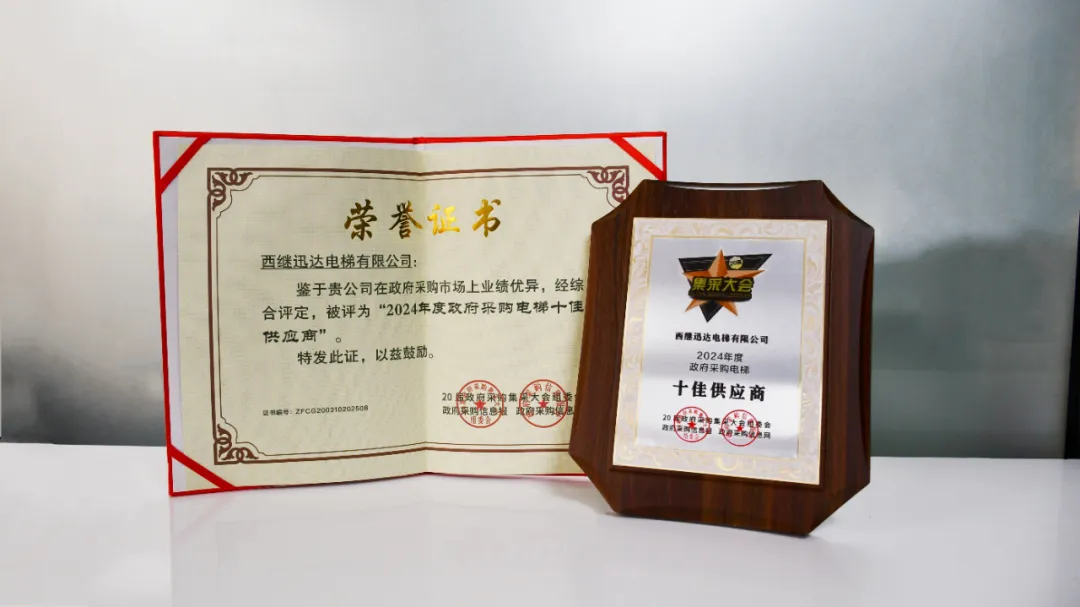 荣誉证书
西继迅达电梯有限公司：
鉴于贵公司在政府采购市场上业绩优异，经综
合评定，被评为“2024年度政府采购电梯十佳
供应商”。
特发此证，以兹鼓励。
20届政府采购集采大会组委会
政府采购信息报 政府采购信息
证书编号：ZFCG200310202508
集采大会
西继迅达电梯有限公司
2024年度
政府采购电梯
十佳供应商
20届政府采购集采大会组委会
政府采购信息报 政府采购信息网